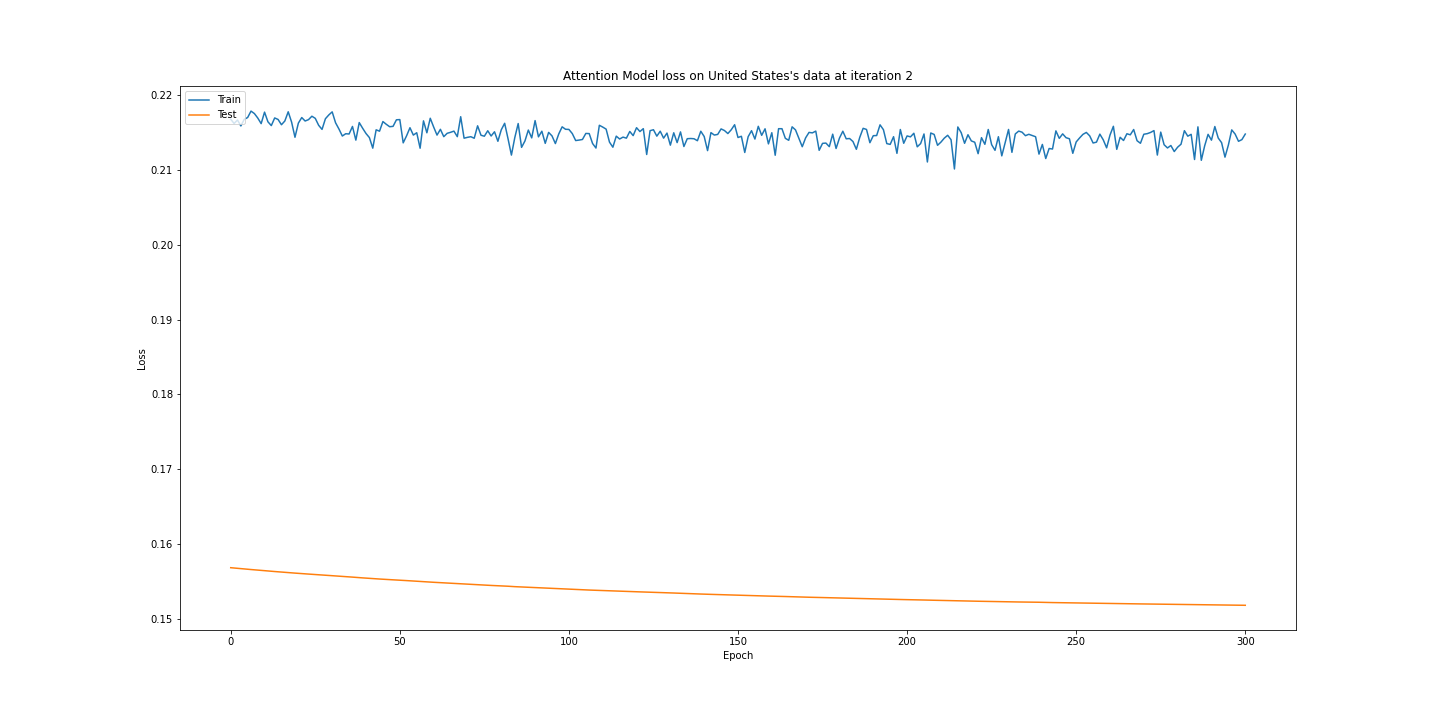 Attention Model loss on United States's data at iteration 2
Train
Test
0.22
0.21
0.20
0.19
0.18
0.17
0.16
0.15
Loss
0 50 100 150 200 250 300
Epoch